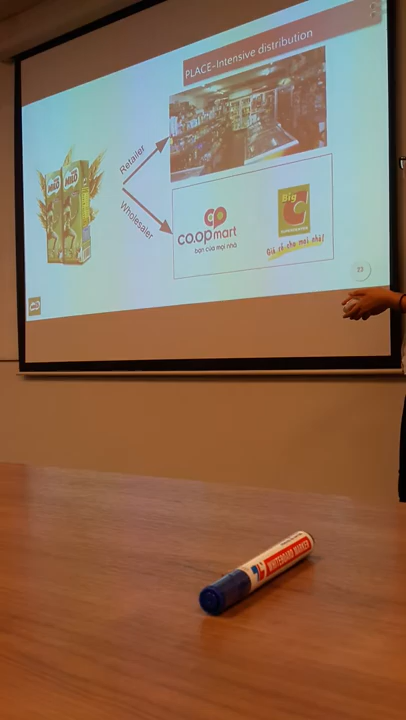 PLACE-Intensive distribution
MILO
MILO
Retailer
Wholesaler
co.opmart
bạn của mọi nhà
Big
C
Giá rẻ cho mọi nhà!
23
WHITEBOARD MARKER